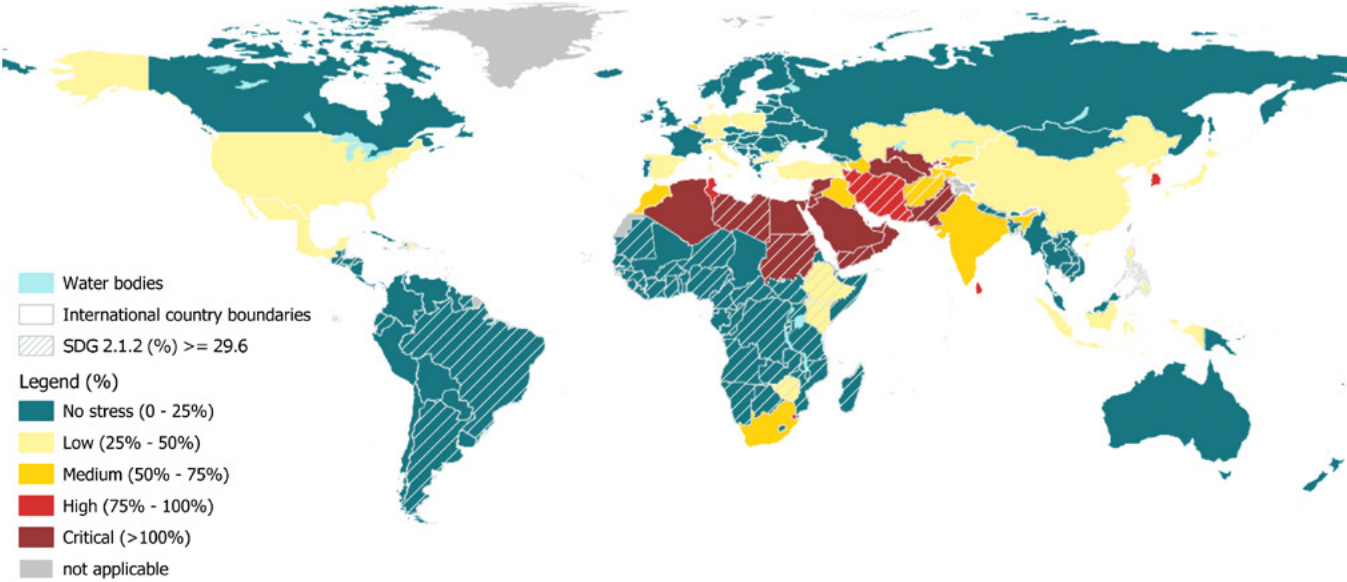 Water bodies
International country boundaries
SDG 2.1.2 (%) >= 29.6
Legend (%)
No stress (0 - 25%)
Low (25% - 50%)
Medium (50% - 75%)
High (75% - 100%)
Critical (>100%)
not applicable